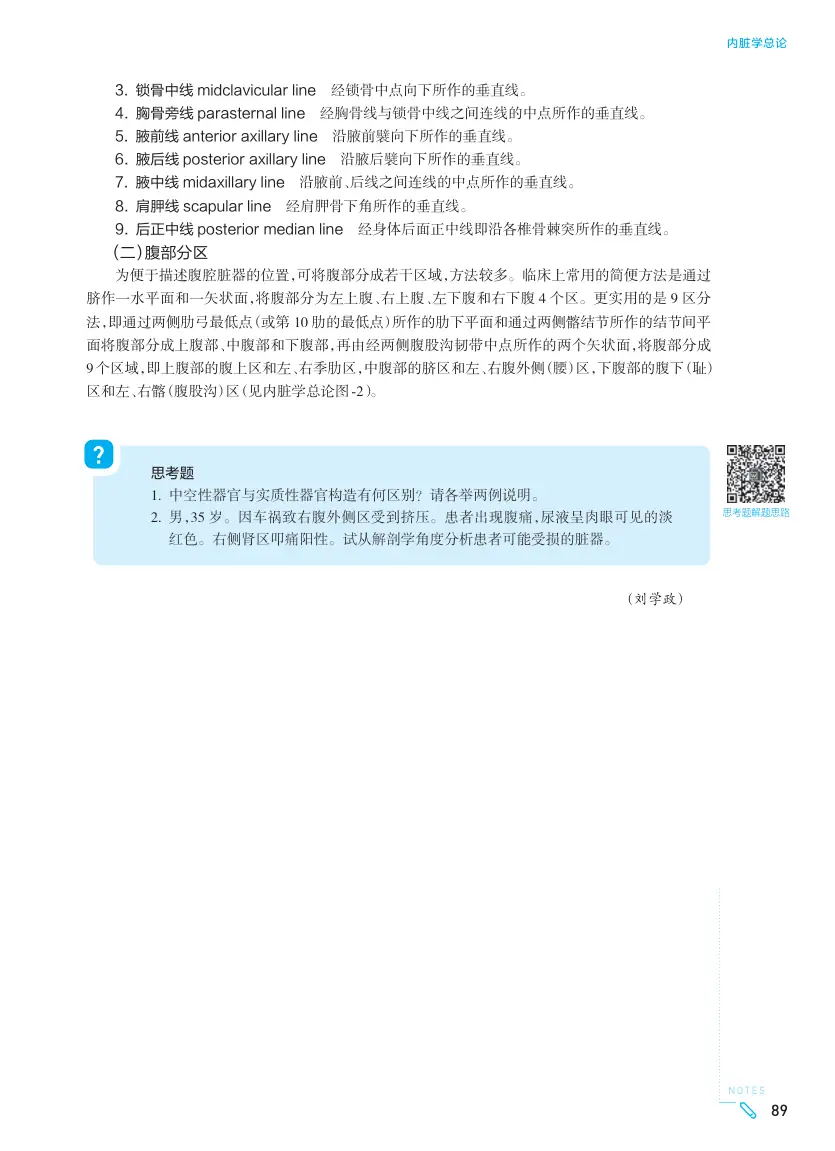 内脏学总论
3. 锁骨中线 midclavicular line 经锁骨中点向下所作的垂直线。
4. 胸骨旁线 parasternal line 经胸骨线与锁骨中线之间连线的中点所作的垂直线。
5. 腋前线 anterior axillary line 沿腋前襞向下所作的垂直线。
6. 腋后线 posterior axillary line 沿腋后襞向下所作的垂直线。
7. 腋中线 midaxillary line 沿腋前、后线之间连线的中点所作的垂直线。
8. 肩胛线 scapular line 经肩胛骨下角所作的垂直线。
9. 后正中线 posterior median line 经身体后面正中线即沿各椎骨棘突所作的垂直线。
(二)腹部分区
为便于描述腹腔脏器的位置,可将腹部分成若干区域,方法较多。临床上常用的简便方法是通过
脐作一水平面和一矢状面,将腹部分为左上腹、右上腹、左下腹和右下腹 4 个区。更实用的是 9 区分
法,即通过两侧肋弓最低点(或第 10 肋的最低点)所作的肋下平面和通过两侧髂结节所作的结节间平
面将腹部分成上腹部、中腹部和下腹部,再由经两侧腹股沟韧带中点所作的两个矢状面,将腹部分成
9个区域,即上腹部的腹上区和左、右季肋区,中腹部的脐区和左、右腹外侧(腰)区,下腹部的腹下(耻)
区和左、右髂(腹股沟)区(见内脏学总论图-2)。
?
思考题
1. 中空性器官与实质性器官构造有何区别?请各举两例说明。
2. 男,35 岁。因车祸致右腹外侧区受到挤压。患者出现腹痛,尿液呈肉眼可见的淡
红色。右侧肾区叩痛阳性。试从解剖学角度分析患者可能受损的脏器。
思考题解题思路
(刘学政)
NOTES
89